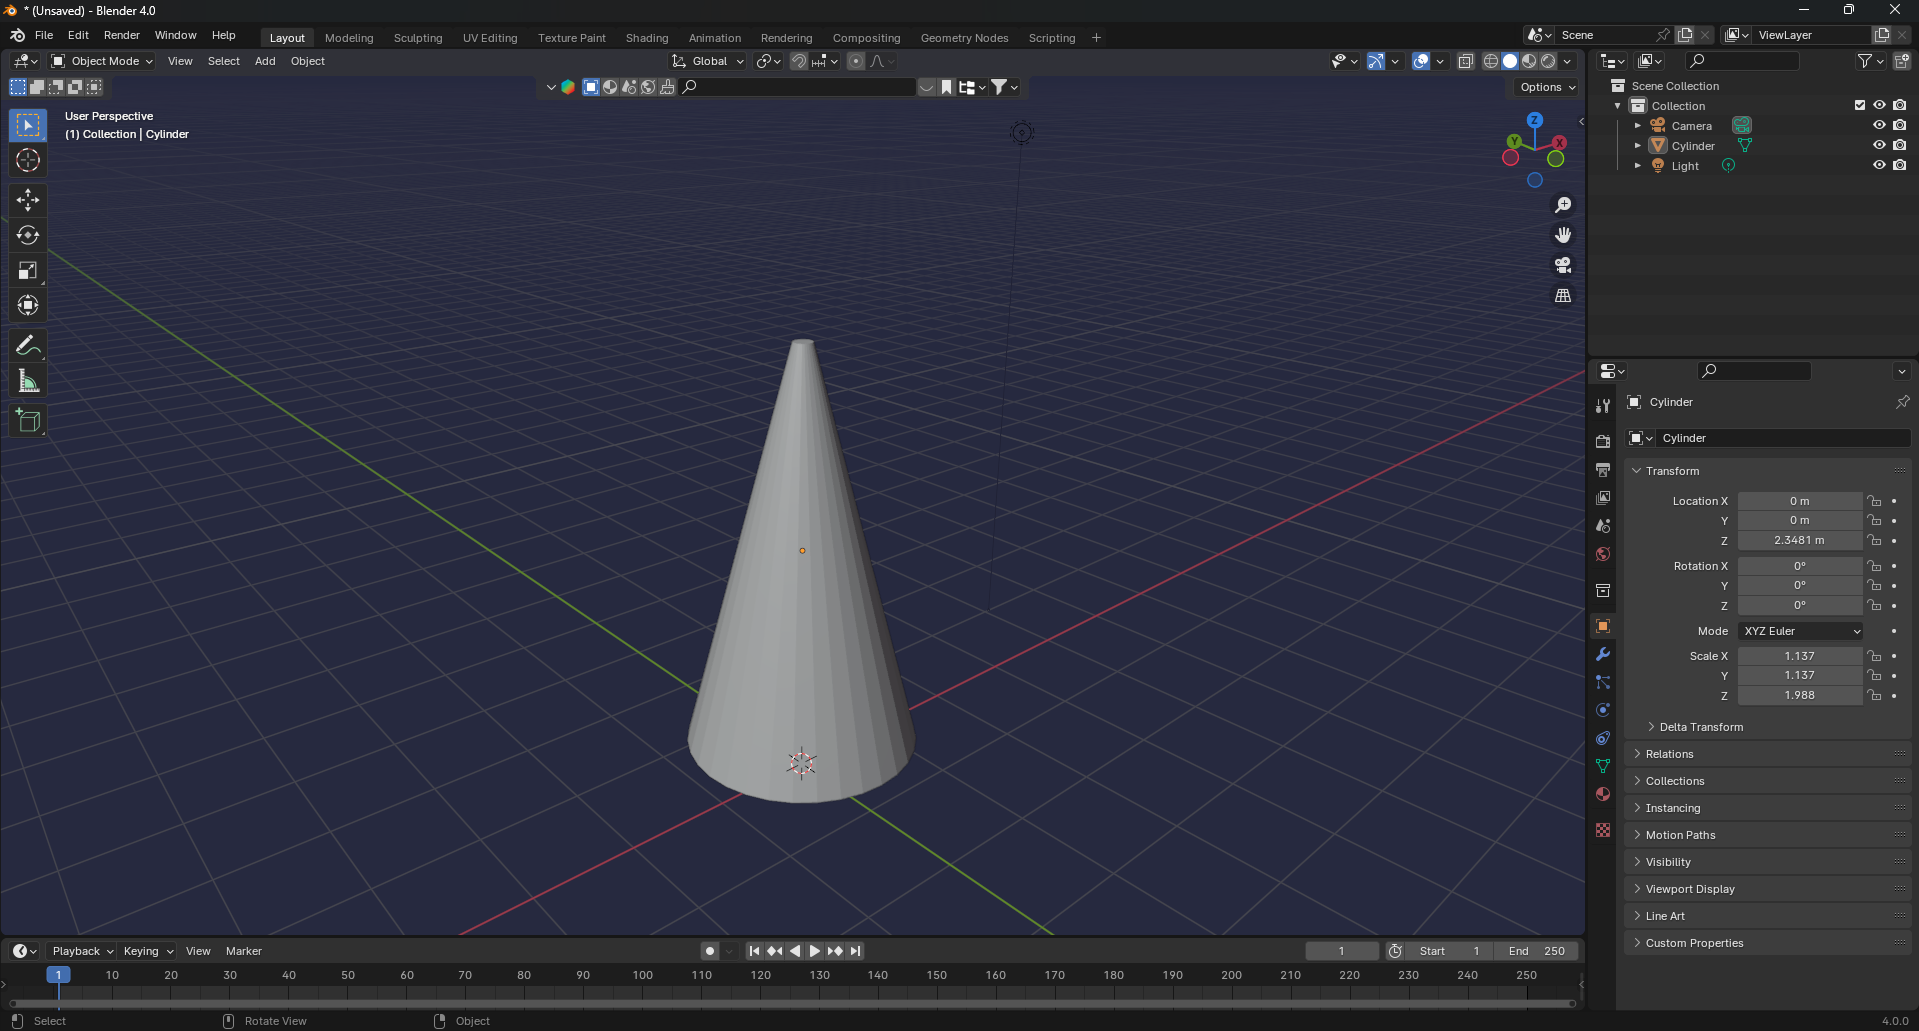 * (Unsaved) - Blender 4.0
File Edit Render Window Help Layout Modeling Sculpting UV Editing Texture Paint Shading Animation Rendering Compositing Geometry Nodes Scripting + Scene ViewLayer
Object Mode View Select Add Object Global
Options
User Perspective
(1) Collection | Cylinder
Z
Y X
Scene Collection
Collection
Camera
Cylinder
Light
Cylinder
Cylinder
Transform
Location X 0 m
Y 0 m
Z 2.3481 m
Rotation X 0°
Y 0°
Z 0°
Mode XYZ Euler
Scale X 1.137
Y 1.137
Z 1.988
Delta Transform
Relations
Collections
Instancing
Motion Paths
Visibility
Viewport Display
Line Art
Custom Properties
Playback Keying View Marker 1 Start 1 End 250
1 10 20 30 40 50 60 70 80 90 100 110 120 130 140 150 160 170 180 190 200 210 220 230 240 250
Select Rotate View Object 4.0.0